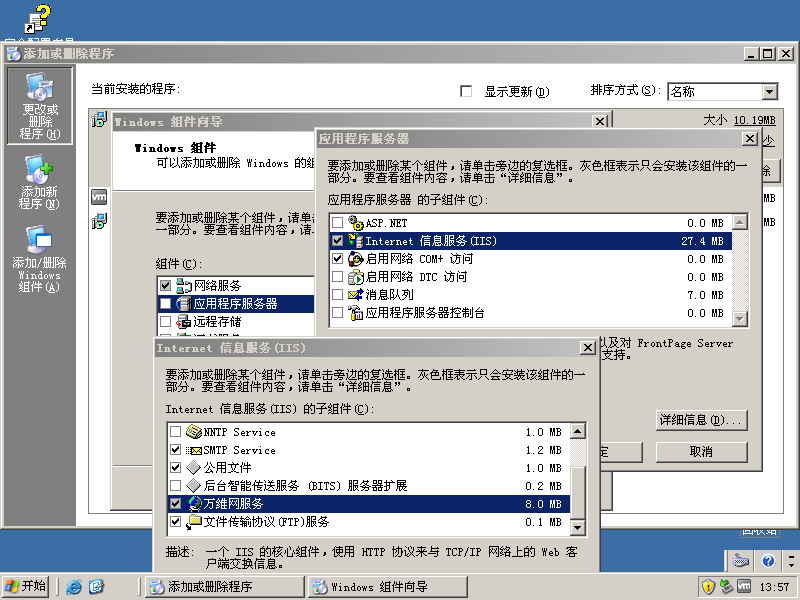 添加或删除程序
更改或
删除
程序(H)
添加新
程序(N)
添加/删除
Windows
组件(A)
当前安装的程序:
显示更新(D)
排序方式(S):
名称
大小 10.19MB
Windows 组件向导
Windows 组件
可以添加或删除 Windows 的组
要添加或删除某个组件，请单击
一部分。要查看组件内容，请单
组件(C):
网络服务
应用程序服务器
远程存储
应用程序服务器
要添加或删除某个组件，请单击旁边的复选框。灰色框表示只会安装该组件的一
部分。要查看组件内容，请单击“详细信息”。
应用程序服务器 的子组件(C):
ASP.NET 0.0 MB
Internet 信息服务(IIS) 27.4 MB
启用网络 COM+ 访问 0.0 MB
启用网络 DTC 访问 0.0 MB
消息队列 7.0 MB
应用程序服务器控制台 0.0 MB
以及对 FrontPage Server
支持。
详细信息(D)...
定
取消
MB
MB
Internet 信息服务(IIS)
要添加或删除某个组件，请单击旁边的复选框。灰色框表示只会安装该组件的一
部分。要查看组件内容，请单击“详细信息”。
Internet 信息服务(IIS) 的子组件(C):
NNTP Service 1.0 MB
SMTP Service 1.2 MB
公用文件 1.0 MB
后台智能传送服务 (BITS) 服务器扩展 0.2 MB
万维网服务 8.0 MB
文件传输协议(FTP)服务 0.1 MB
描述: 一个 IIS 的核心组件，使用 HTTP 协议来与 TCP/IP 网络上的 Web 客
户端交换信息。
开始
添加或删除程序
Windows 组件向导
13:57